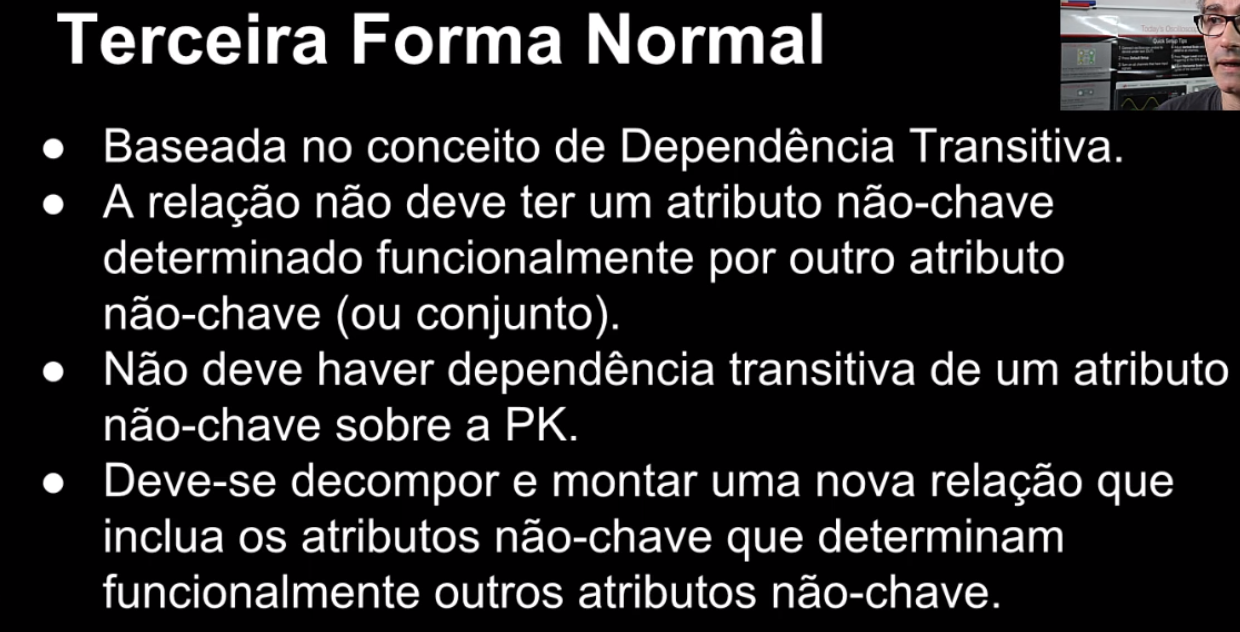 Terceira Forma Normal
● Baseada no conceito de Dependência Transitiva.
● A relação não deve ter um atributo não-chave
determinado funcionalmente por outro atributo
não-chave (ou conjunto).
● Não deve haver dependência transitiva de um atributo
não-chave sobre a PK.
● Deve-se decompor e montar uma nova relação que
inclua os atributos não-chave que determinam
funcionalmente outros atributos não-chave.
Quick Setup Tips